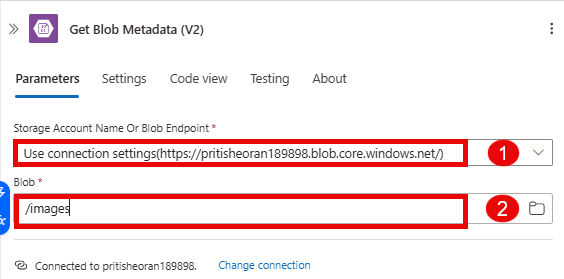 Get Blob Metadata (V2)
Parameters Settings Code view Testing About
Storage Account Name Or Blob Endpoint *
Use connection settings(https://pritisheoran189898.blob.core.windows.net/)
1
Blob *
/images
2
fx
Connected to pritisheoran189898. Change connection